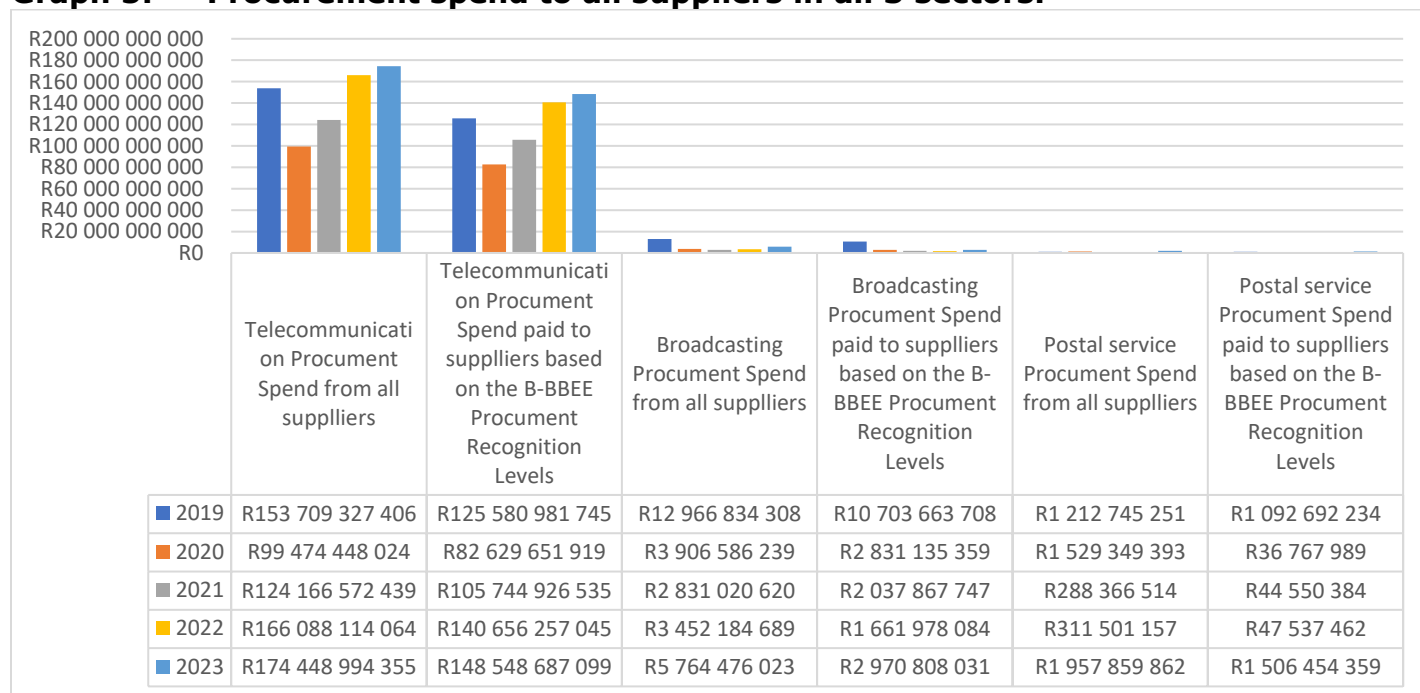 Graph Procurement spend to all suppliers in all 3 sectors.
R200 000 000 000
R180 000 000 000
R160 000 000 000
R140 000 000 000
R120 000 000 000
R100 000 000 000
R80 000 000 000
R60 000 000 000
R40 000 000 000
R20 000 000 000
R0
Telecommunicati
on Procument
Spend from all
supplliers
Telecommunicati
on Procument
Spend paid to
supplliers based
on the B-BBEE
Procument
Recognition
Levels
Broadcasting
Procument Spend
from all supplliers
Broadcasting
Procument Spend
paid to supplliers
based on the B-
BBEE Procument
Recognition
Levels
Postal service
Procument Spend
from all supplliers
Postal service
Procument Spend
paid to supplliers
based on the B-
BBEE Procument
Recognition
Levels
2019 R153 709 327 406 R125 580 981 745 R12 966 834 308 R10 703 663 708 R1 212 745 251 R1 092 692 234
2020 R99 474 448 024 R82 629 651 919 R3 906 586 239 R2 831 135 359 R1 529 349 393 R36 767 989
2021 R124 166 572 439 R105 744 926 535 R2 831 020 620 R2 037 867 747 R288 366 514 R44 550 384
2022 R166 088 114 064 R140 656 257 045 R3 452 184 689 R1 661 978 084 R311 501 157 R47 537 462
2023 R174 448 994 355 R148 548 687 099 R5 764 476 023 R2 970 808 031 R1 957 859 862 R1 506 454 359